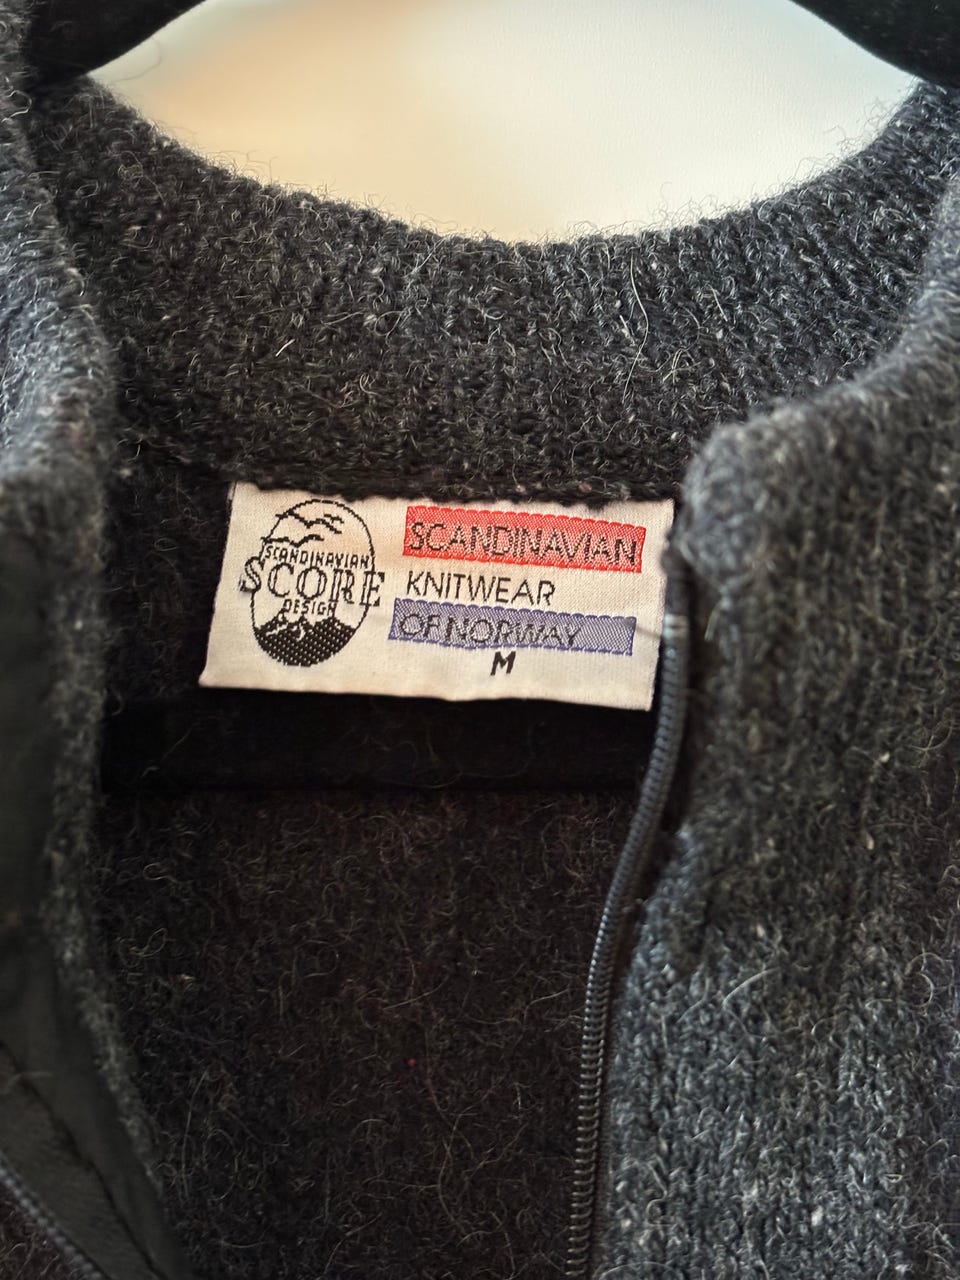 SCANDINAVIAN
SCORE
DESIGN
SCANDINAVIAN
KNITWEAR
OF NORWAY
M